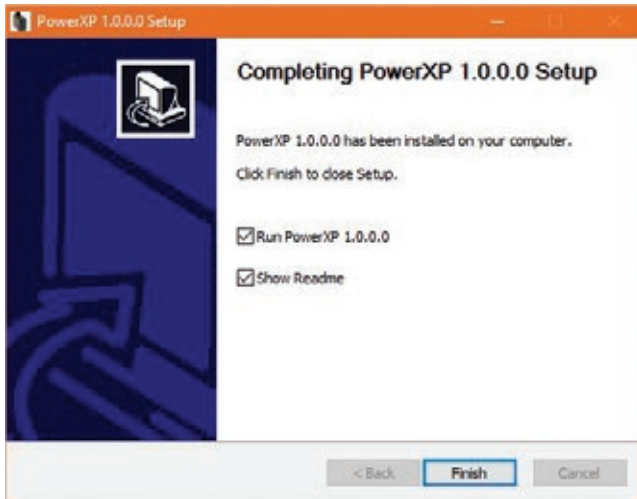 PowerXP 1.0.0.0 Setup
Completing PowerXP 1.0.0.0 Setup
PowerXP 1.0.0.0 has been installed on your computer.
Click Finish to close Setup.
Run PowerXP 1.0.0.0
Show Readme
< Back Finish Cancel